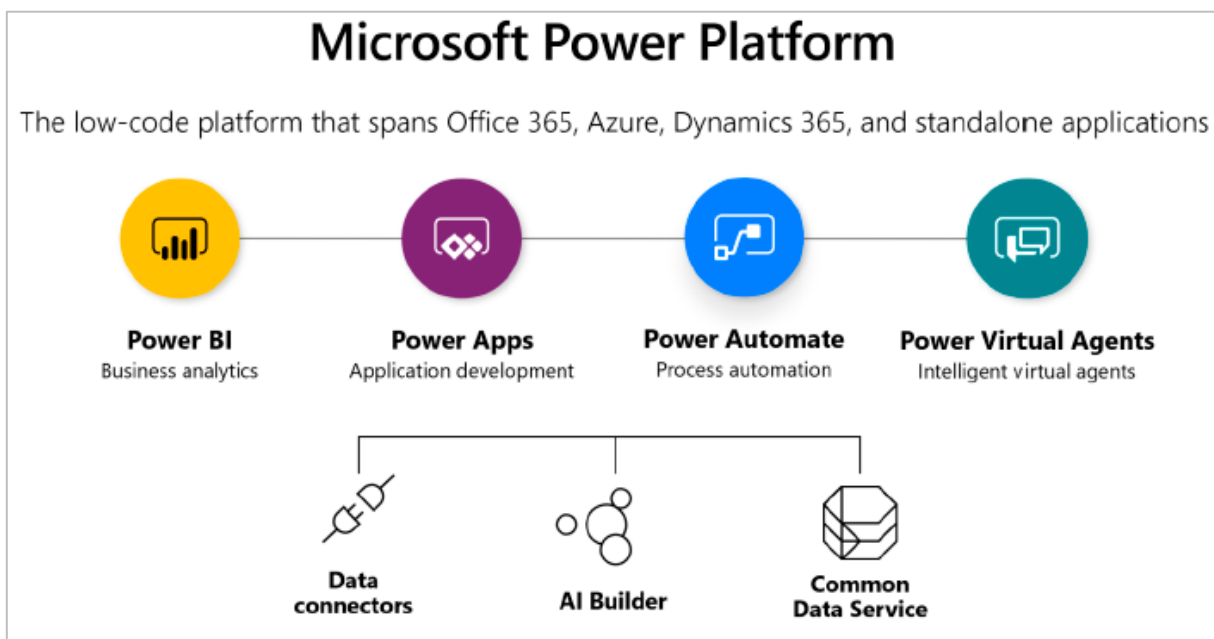 Microsoft Power Platform
The low-code platform that spans Office 365, Azure, Dynamics 365, and standalone applications
Power BI
Business analytics
Power Apps
Application development
Power Automate
Process automation
Power Virtual Agents
Intelligent virtual agents
Data
connectors
AI Builder
Common
Data Service